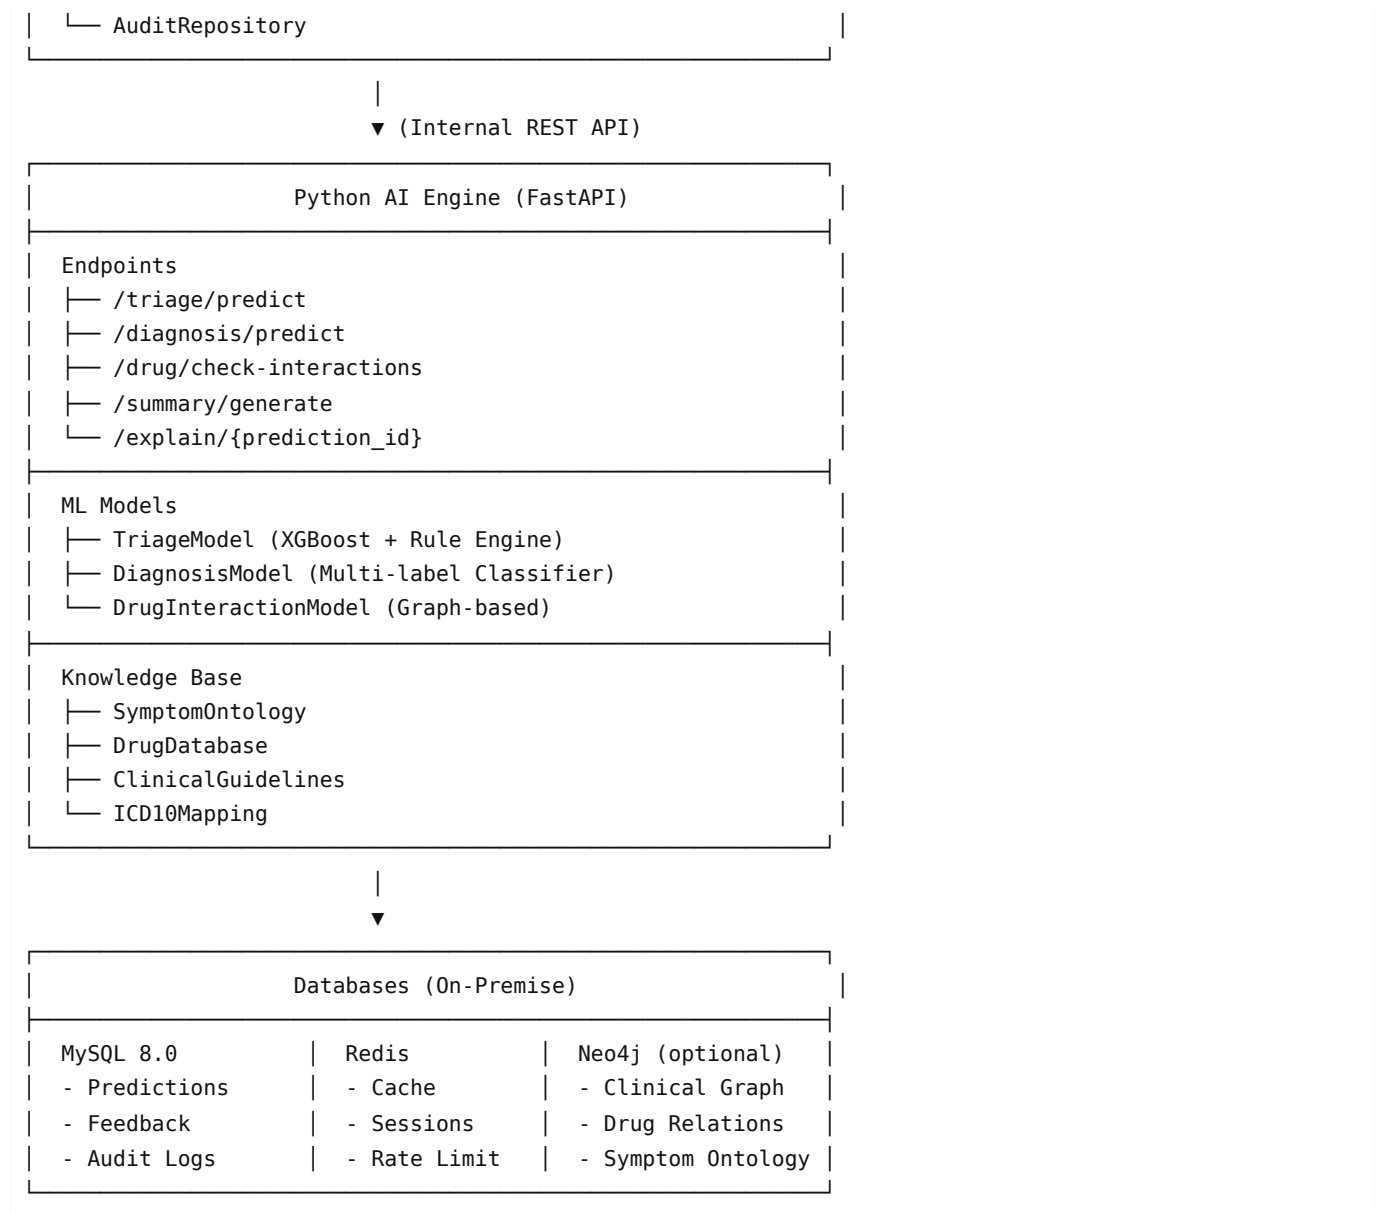 └── AuditRepository
(Internal REST API)
Python AI Engine (FastAPI)
Endpoints
├── /triage/predict
├── /diagnosis/predict
├── /drug/check-interactions
├── /summary/generate
└── /explain/{prediction_id}
ML Models
├── TriageModel (XGBoost + Rule Engine)
├── DiagnosisModel (Multi-label Classifier)
└── DrugInteractionModel (Graph-based)
Knowledge Base
├── SymptomOntology
├── DrugDatabase
├── ClinicalGuidelines
└── ICD10Mapping
Databases (On-Premise)
MySQL 8.0 │ Redis │ Neo4j (optional)
- Predictions │ - Cache │ - Clinical Graph
- Feedback │ - Sessions │ - Drug Relations
- Audit Logs │ - Rate Limit │ - Symptom Ontology